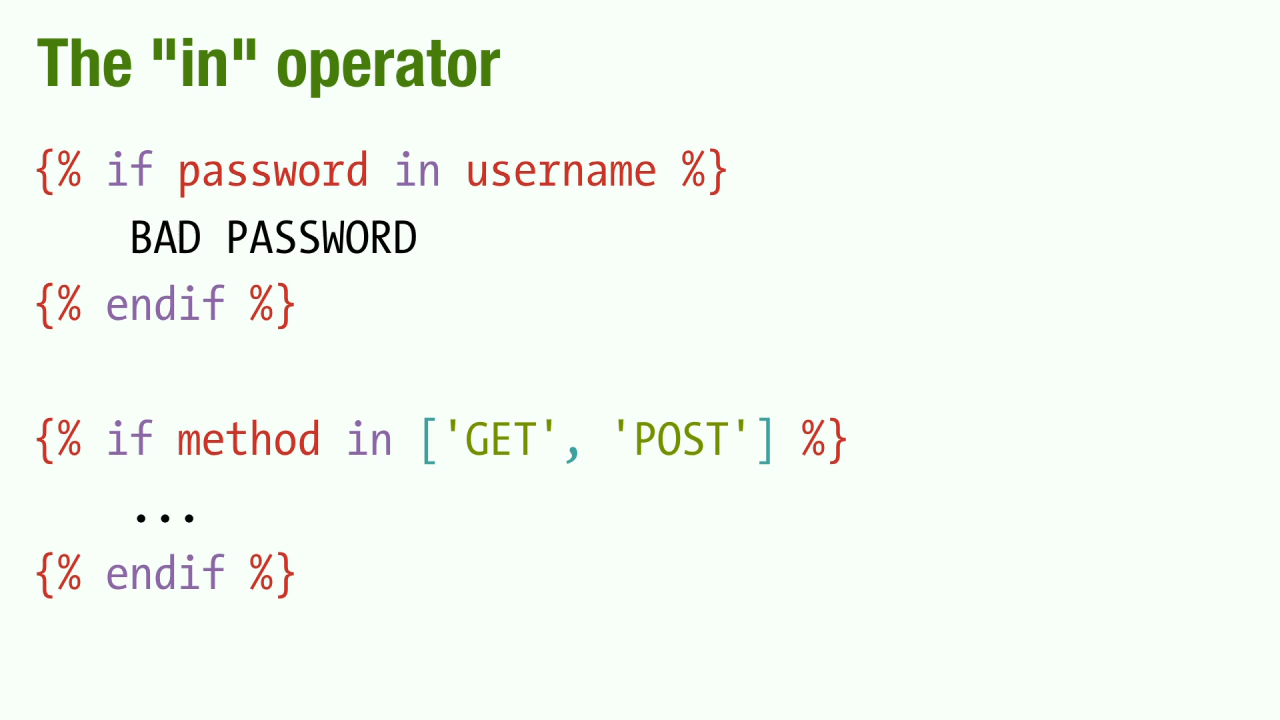 The "in" operator
{% if password in username %}
    BAD PASSWORD
{% endif %}
{% if method in ['GET', 'POST'] %}
    ...
{% endif %}